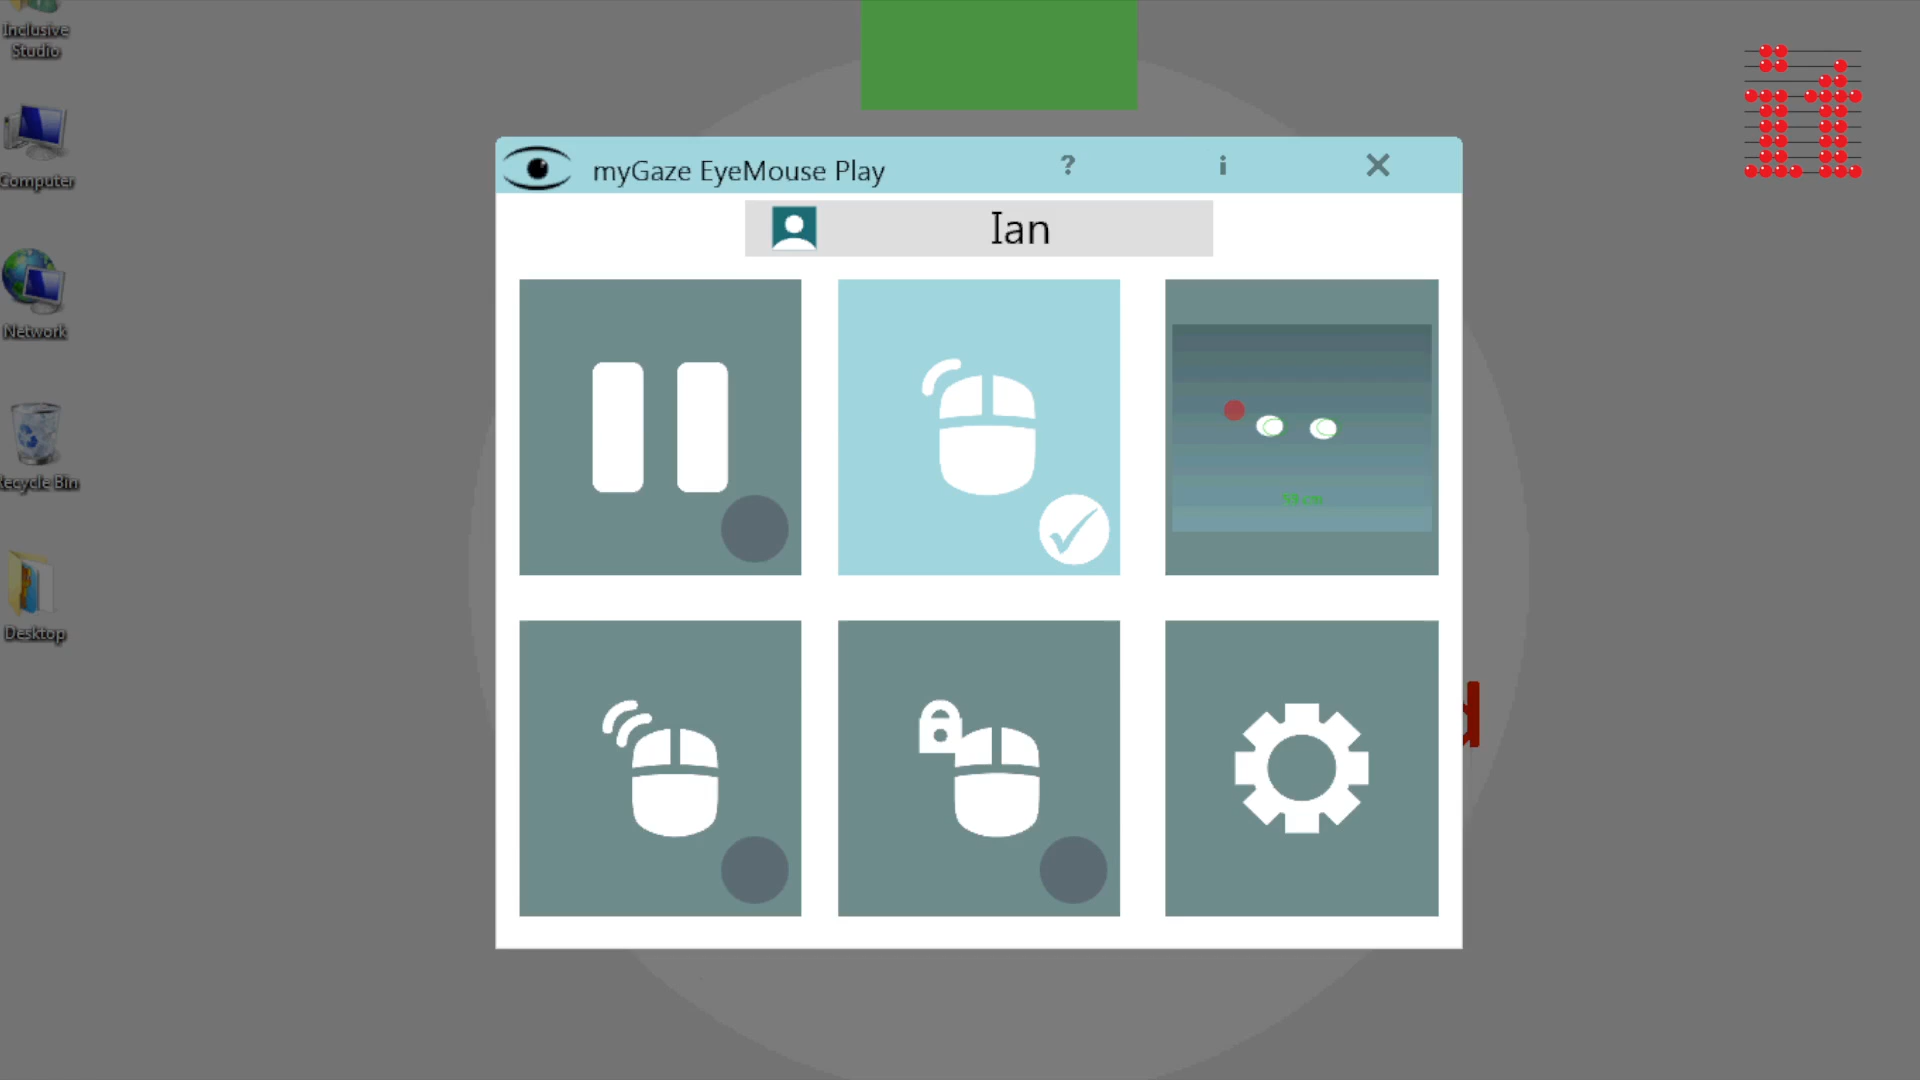 Inclusive
Studio
Computer
Network
Recycle Bin
Desktop
myGaze EyeMouse Play
?
i
Ian
d